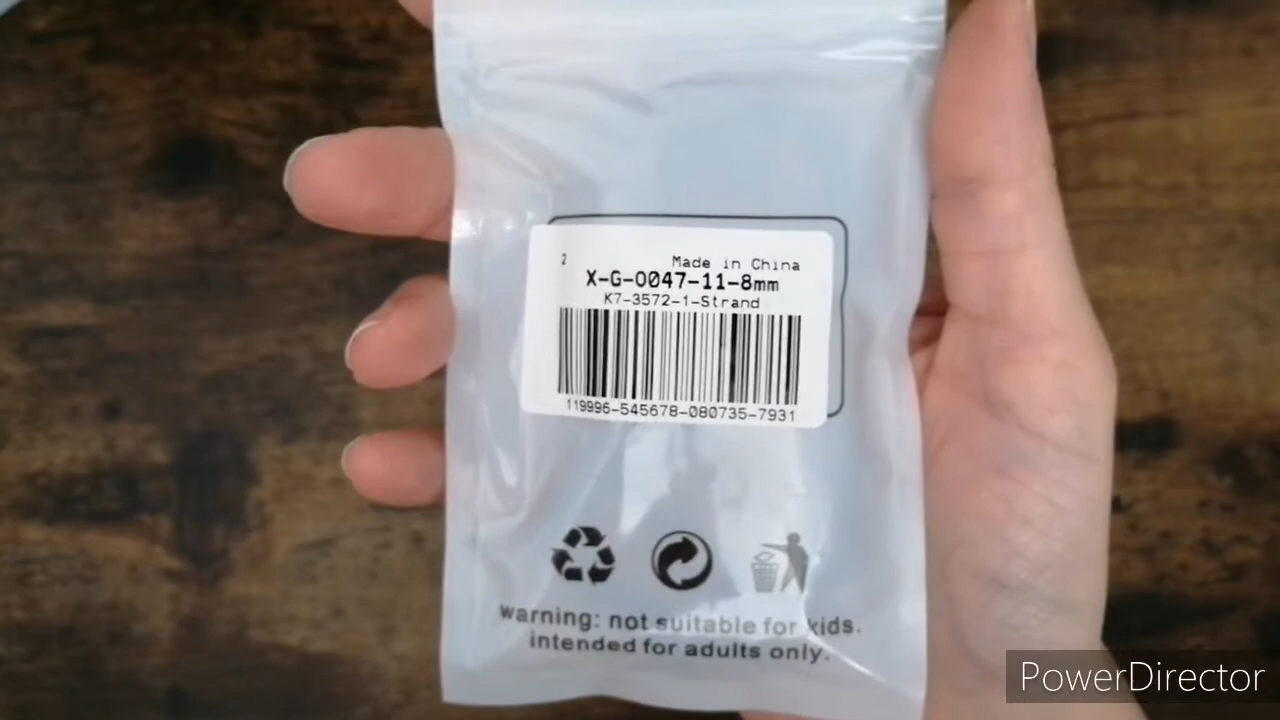 2
Made in China
X-G-0047-11-8mm
K7-3572-1-Strand
119996-545678-080735-7931
warning: not suitable for kids.
intended for adults only.
PowerDirector